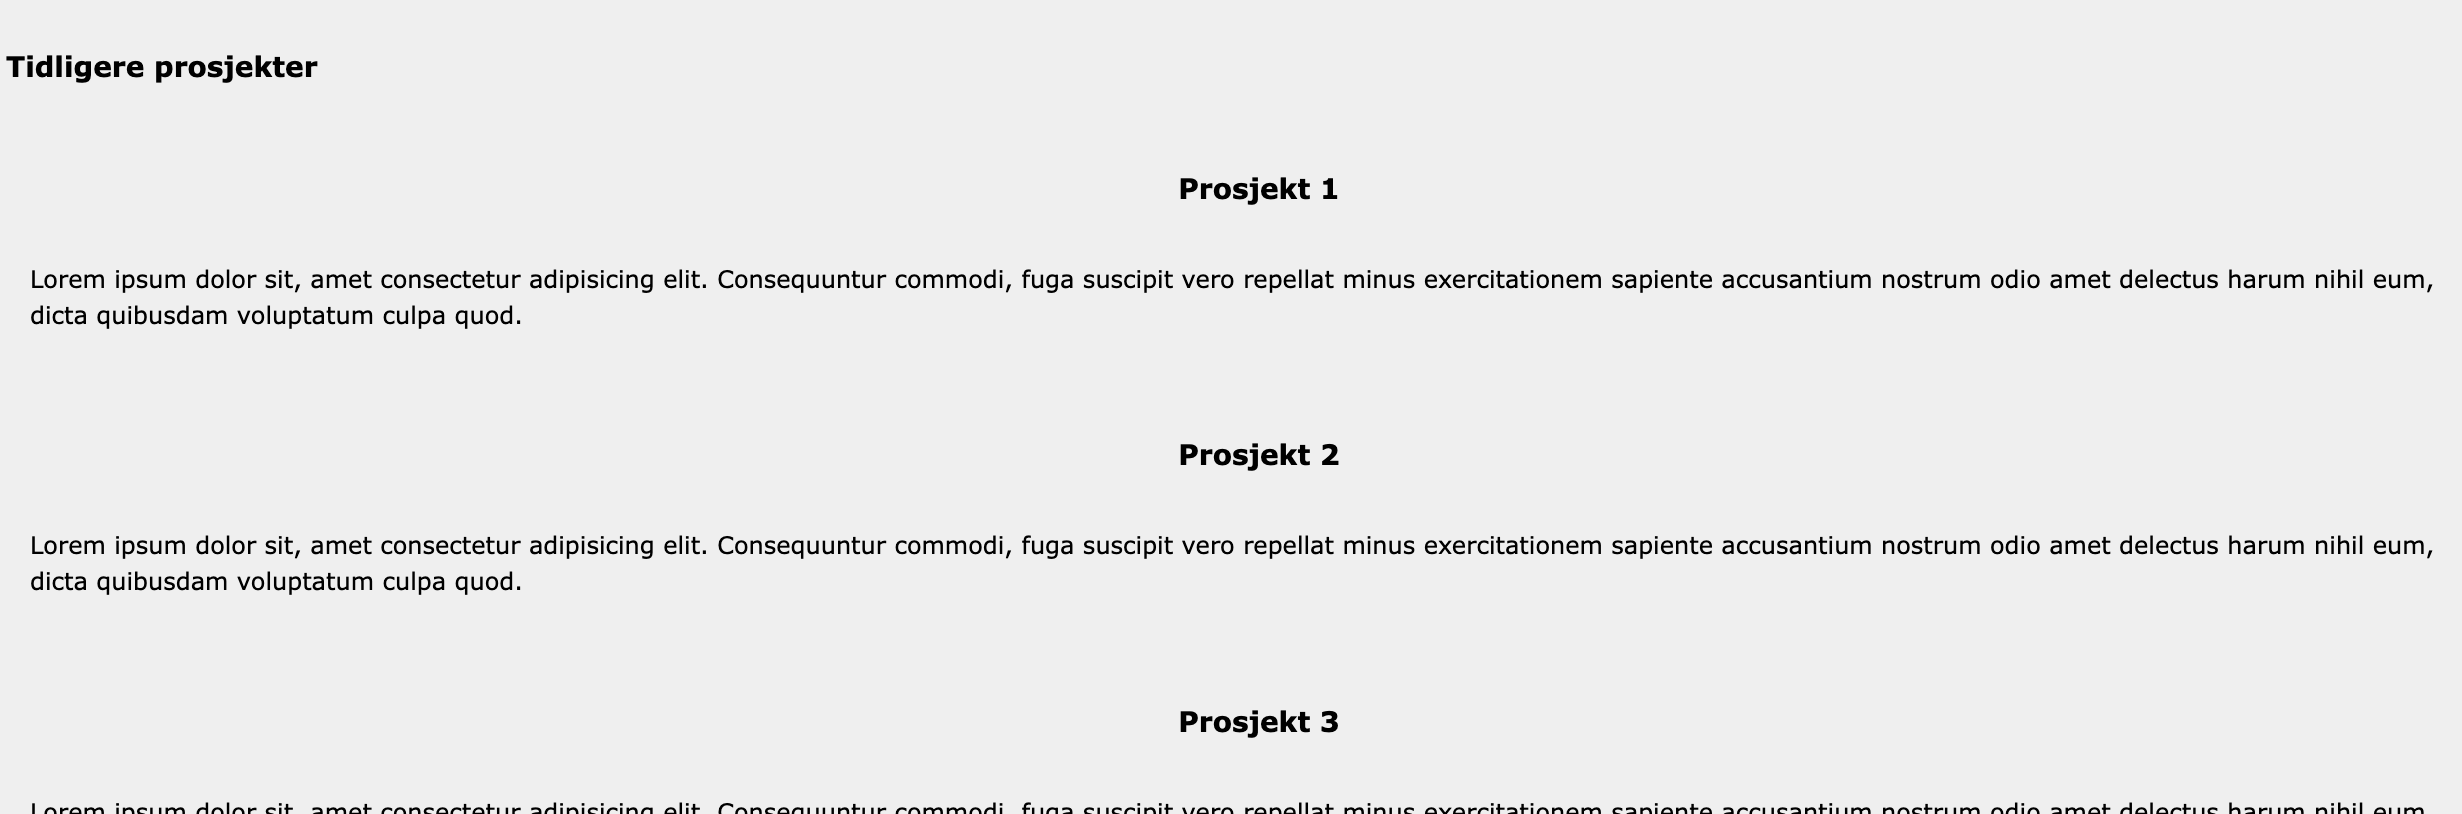 Tidligere prosjekter
Prosjekt 1
Lorem ipsum dolor sit, amet consectetur adipisicing elit. Consequuntur commodi, fuga suscipit vero repellat minus exercitationem sapiente accusantium nostrum odio amet delectus harum nihil eum,
dicta quibusdam voluptatum culpa quod.
Prosjekt 2
Lorem ipsum dolor sit, amet consectetur adipisicing elit. Consequuntur commodi, fuga suscipit vero repellat minus exercitationem sapiente accusantium nostrum odio amet delectus harum nihil eum,
dicta quibusdam voluptatum culpa quod.
Prosjekt 3
Lorem ipsum dolor sit, amet consectetur adipisicing elit. Consequuntur commodi, fuga suscipit vero repellat minus exercitationem sapiente accusantium nostrum odio amet delectus harum nihil eum,